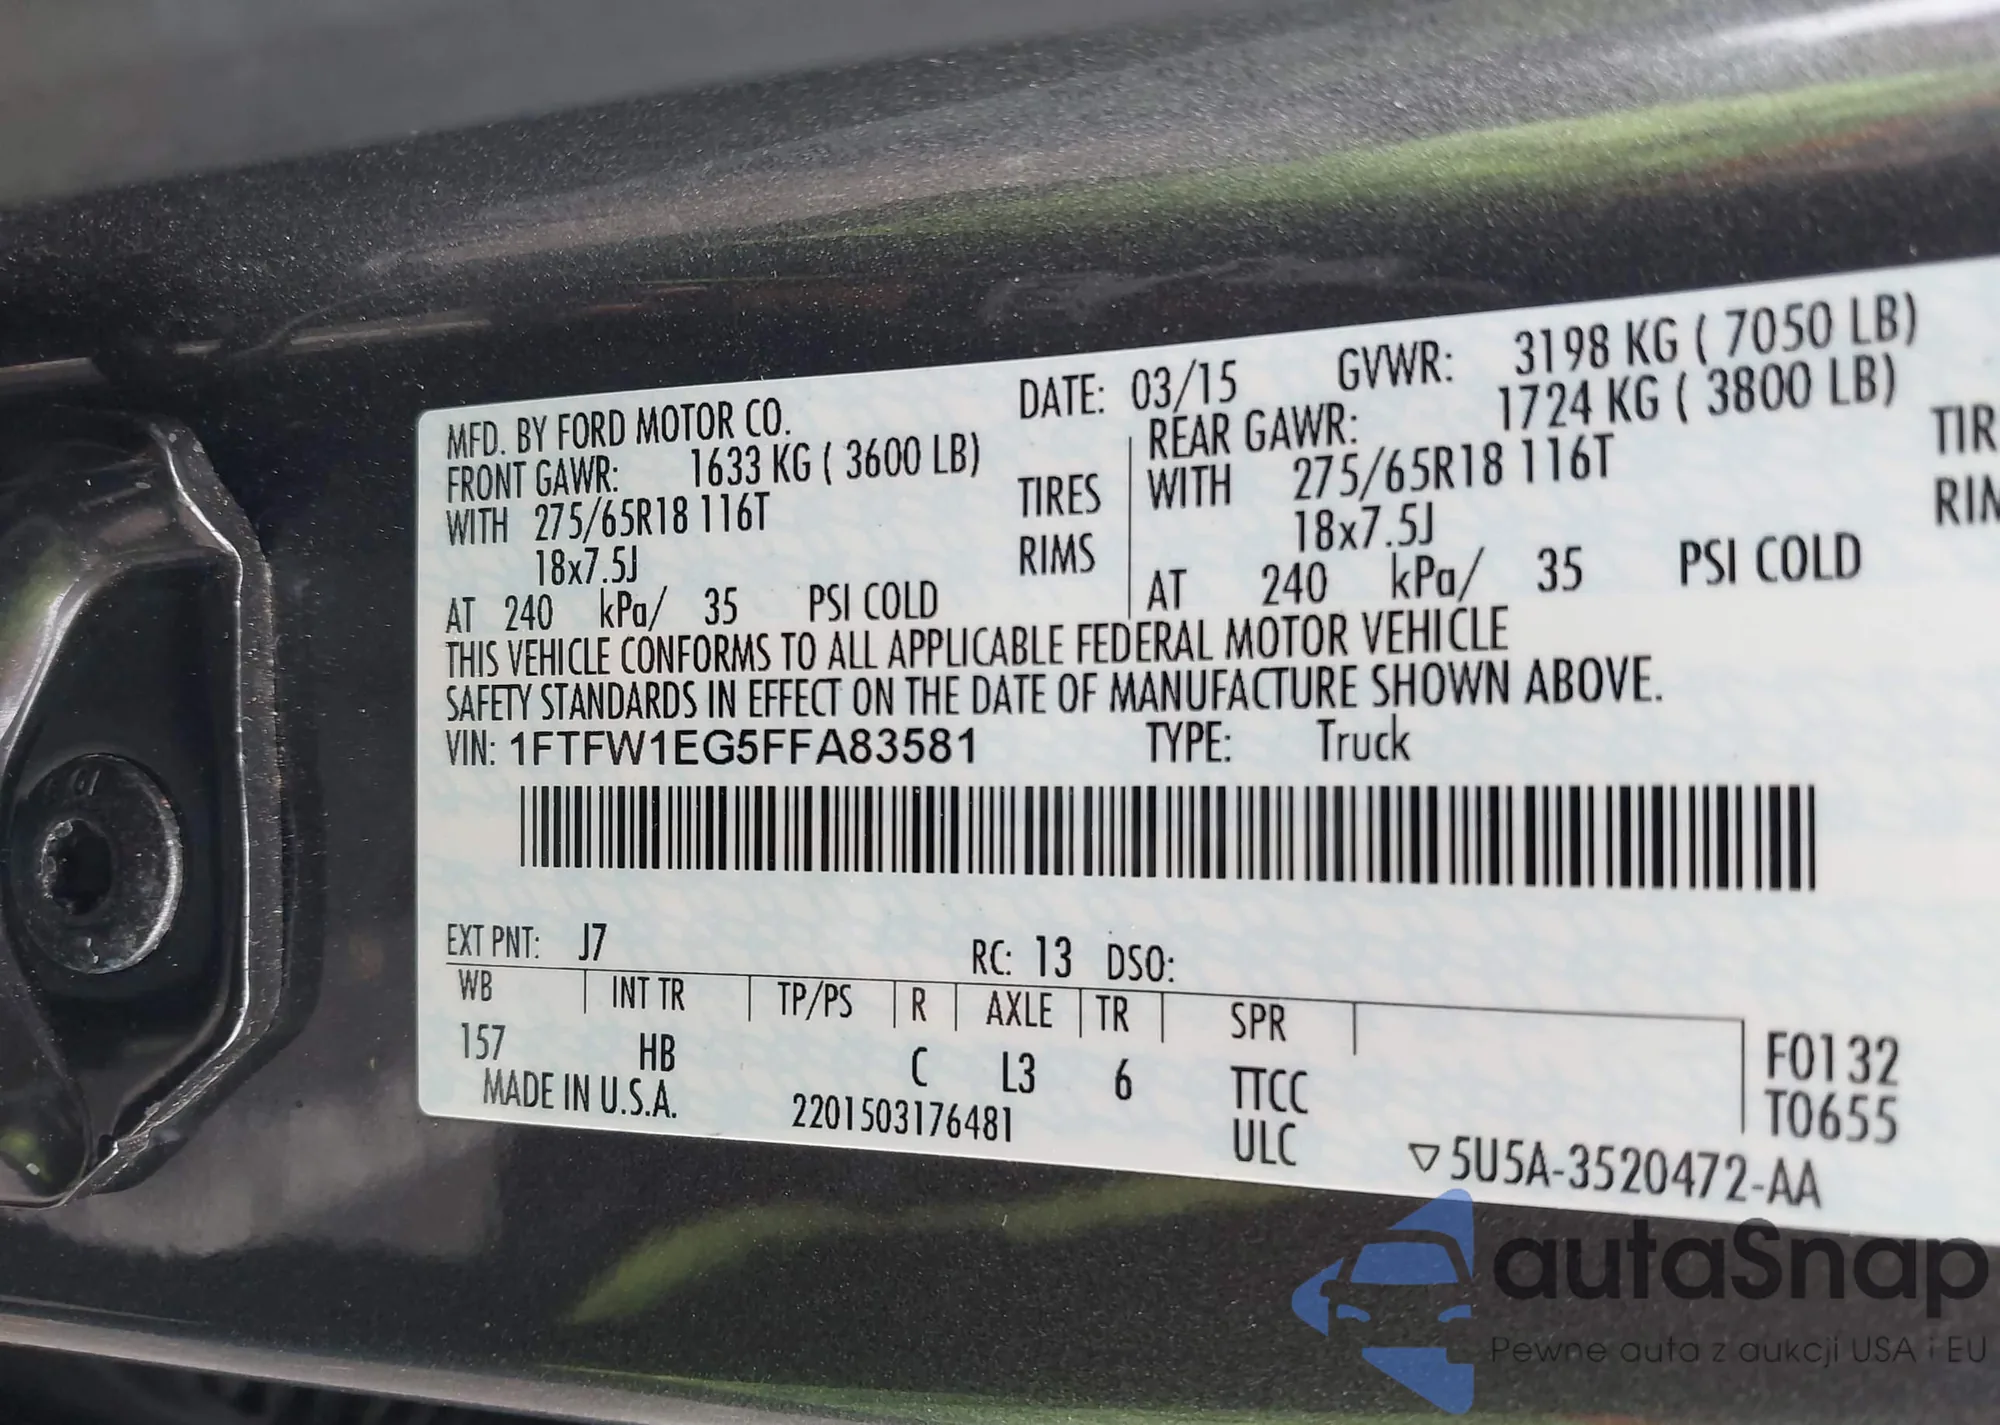 MFD. BY FORD MOTOR CO. DATE: 03/15 GVWR: 3198 KG ( 7050 LB)
FRONT GAWR: 1633 KG ( 3600 LB) REAR GAWR: 1724 KG ( 3800 LB)
WITH 275/65R18 116T TIRES WITH 275/65R18 116T TIR
18x7.5J RIMS 18x7.5J RIM
AT 240 kPa/ 35 PSI COLD AT 240 kPa/ 35 PSI COLD
THIS VEHICLE CONFORMS TO ALL APPLICABLE FEDERAL MOTOR VEHICLE
SAFETY STANDARDS IN EFFECT ON THE DATE OF MANUFACTURE SHOWN ABOVE.
VIN: 1FTFW1EG5FFA83581 TYPE: Truck
EXT PNT: J7 RC: 13 DSO:
WB INT TR TP/PS R AXLE TR SPR
157 HB C L3 6 TTCC F0132
MADE IN U.S.A. 2201503176481 ULC T0655
▽5U5A-3520472-AA
autaSnap
Pewne auta z aukcji USA i EU